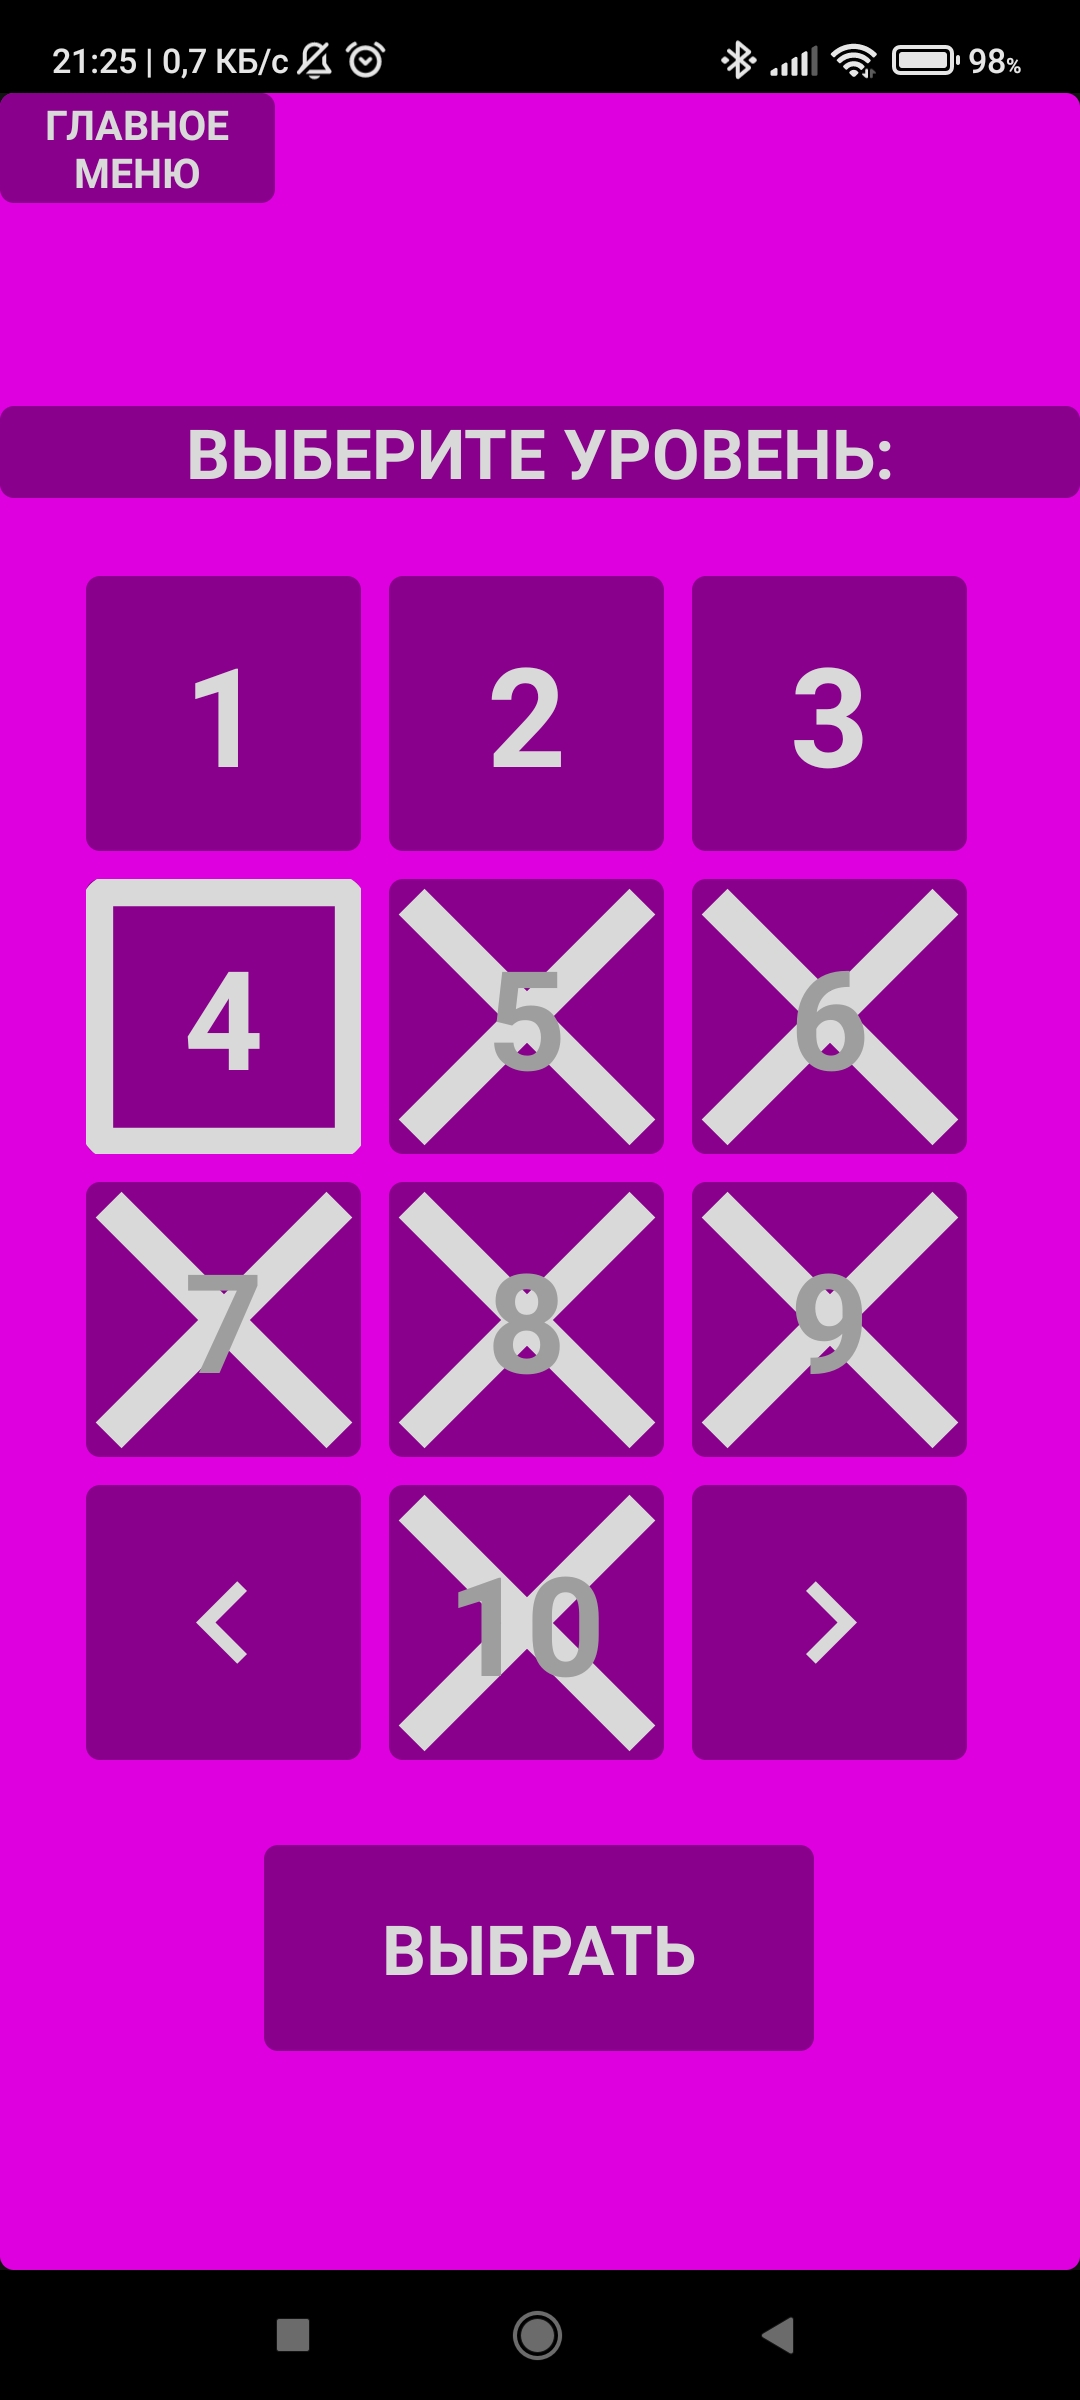 21:25 | 0,7 КБ/с 98%
ГЛАВНОЕ
МЕНЮ
ВЫБЕРИТЕ УРОВЕНЬ:
1 2 3
4 5 6
7 8 9
< 10 >
ВЫБРАТЬ